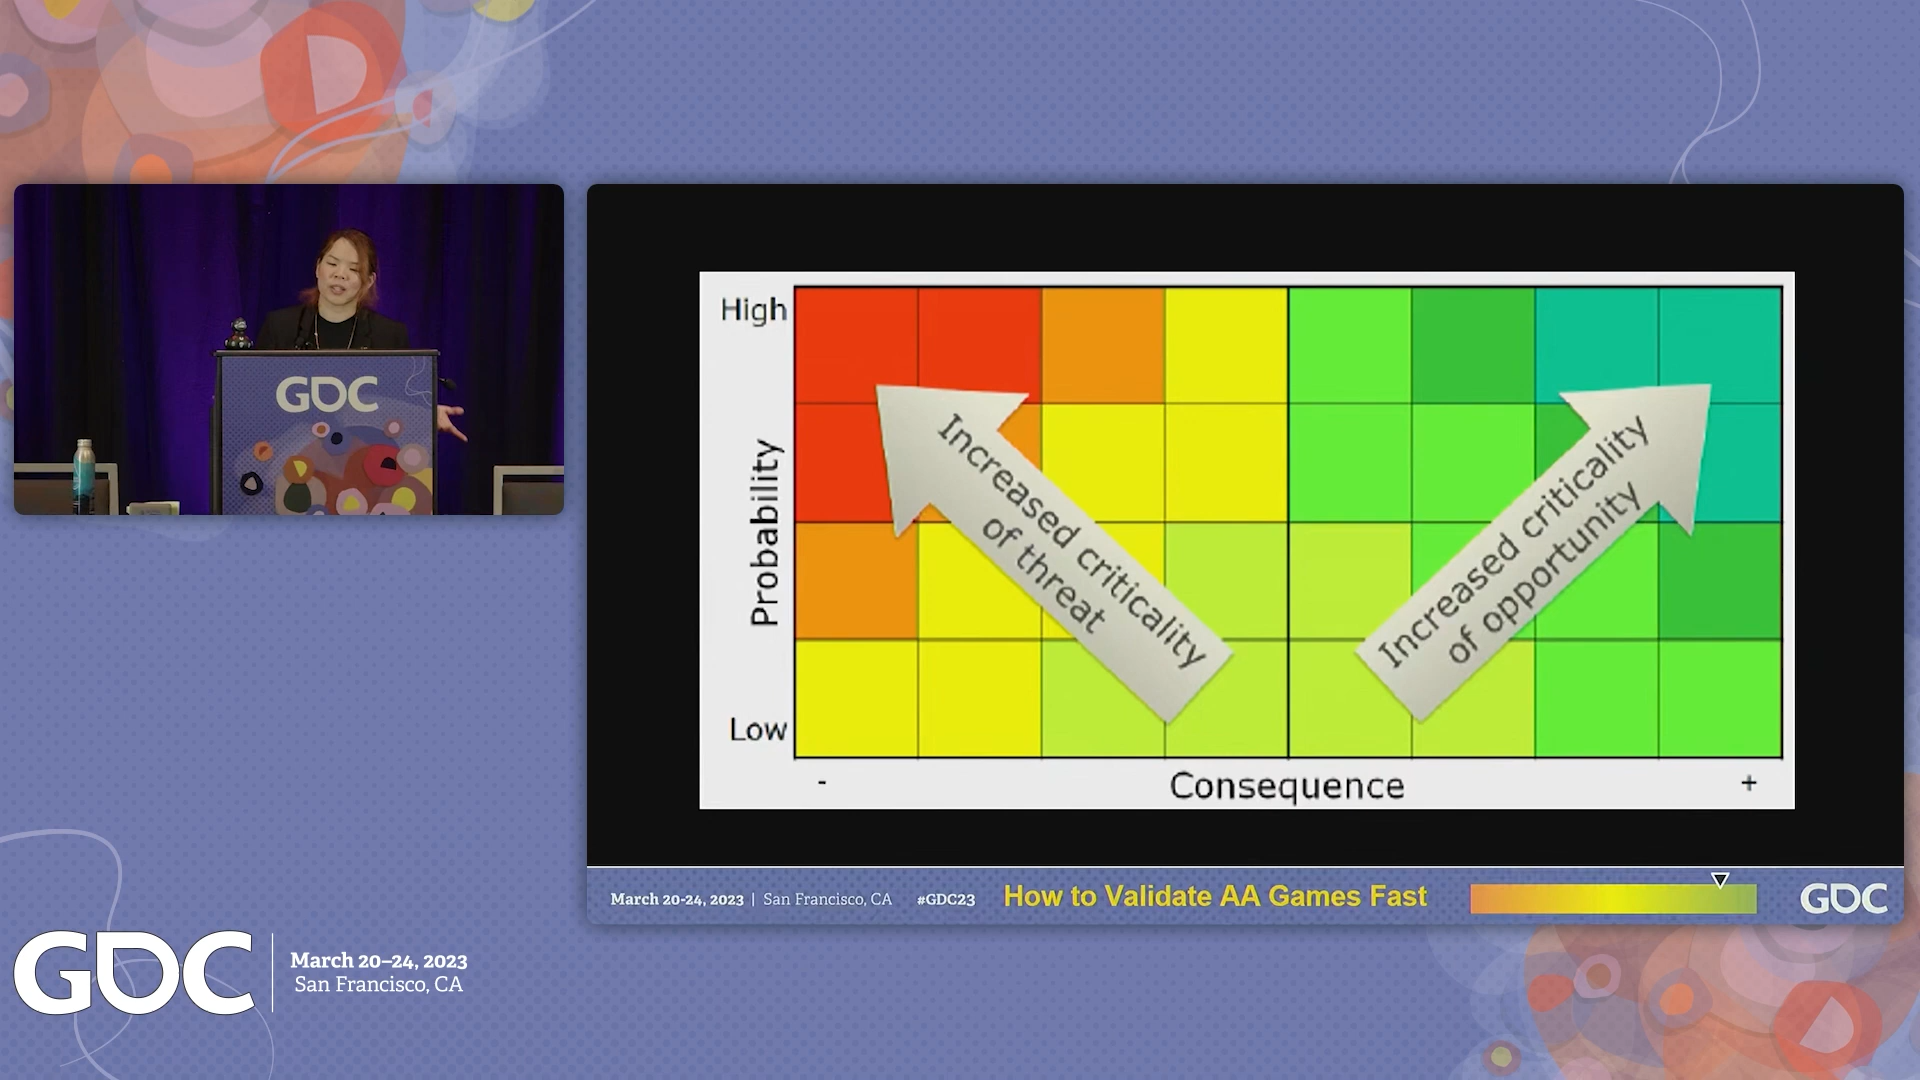 GDC
High
Probability
Low
Increased criticality
of threat
Increased criticality
of opportunity
-
Consequence
+
March 20-24, 2023 | San Francisco, CA #GDC23 How to Validate AA Games Fast GDC
GDC March 20–24, 2023
San Francisco, CA